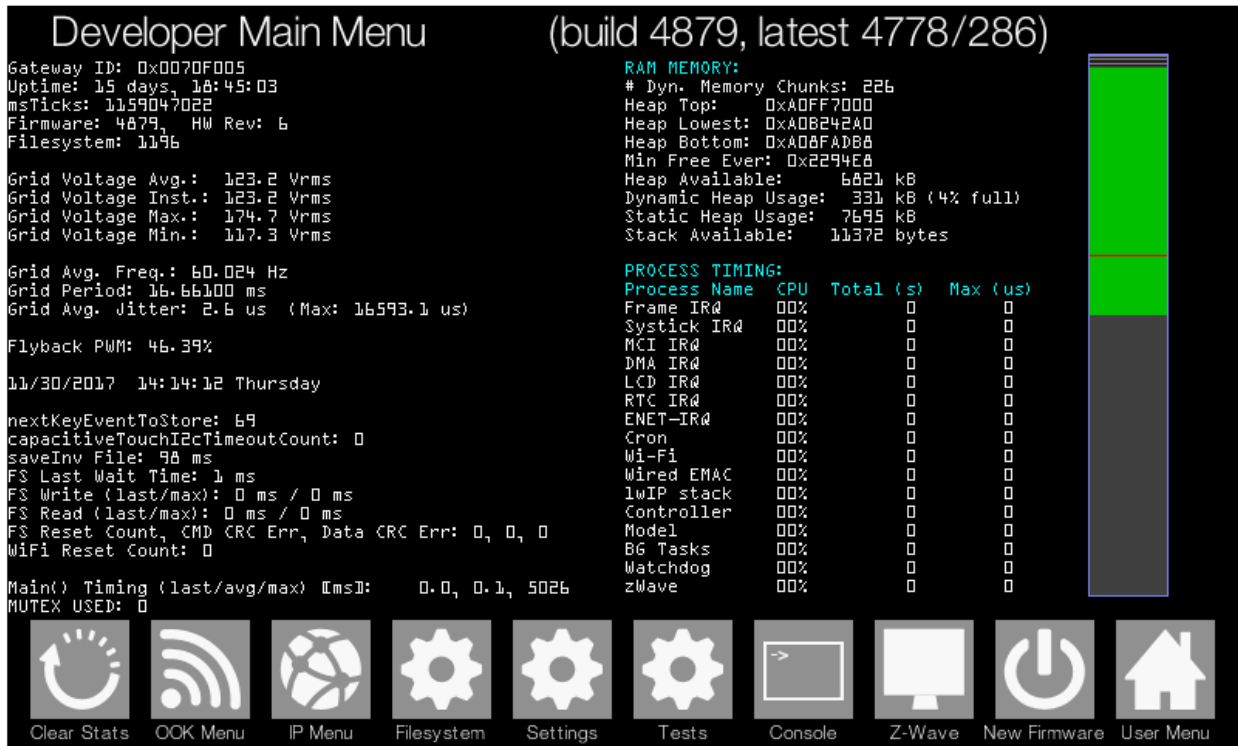 Developer Main Menu (build 4879, latest 4778/286)
Gateway ID: 0x0070F005
Uptime: 15 days, 18:45:03
msTicks: 1159047022
Firmware: 4879, HW Rev: 6
Filesystem: 1196
Grid Voltage Avg.: 123.2 Vrms
Grid Voltage Inst.: 123.2 Vrms
Grid Voltage Max.: 174.7 Vrms
Grid Voltage Min.: 117.3 Vrms
Grid Avg. Freq.: 60.024 Hz
Grid Period: 16.66100 ms
Grid Avg. Jitter: 2.6 us (Max: 16593.1 us)
Flyback PWM: 46.39%
11/30/2017 14:14:12 Thursday
nextKeyEventToStore: 69
capacitiveTouchI2cTimeoutCount: 0
saveInv File: 98 ms
FS Last Wait Time: 1 ms
FS Write (last/max): 0 ms / 0 ms
FS Read (last/max): 0 ms / 0 ms
FS Reset Count, CMD CRC Err, Data CRC Err: 0, 0, 0
WiFi Reset Count: 0
Main() Timing (last/avg/max) [ms]: 0.0, 0.1, 5026
MUTEX USED: 0
RAM MEMORY:
# Dyn. Memory Chunks: 226
Heap Top: 0xA0FF7000
Heap Lowest: 0xA0B242A0
Heap Bottom: 0xA08FADB8
Min Free Ever: 0x2294E8
Heap Available: 6821 kB
Dynamic Heap Usage: 331 kB (4% full)
Static Heap Usage: 7695 kB
Stack Available: 11372 bytes
PROCESS TIMING:
Process Name CPU Total (s) Max (us)
Frame IRQ 00% 0 0
Systick IRQ 00% 0 0
MCI IRQ 00% 0 0
DMA IRQ 00% 0 0
LCD IRQ 00% 0 0
RTC IRQ 00% 0 0
ENET-IRQ 00% 0 0
Cron 00% 0 0
Wi-Fi 00% 0 0
Wired EMAC 00% 0 0
lwIP stack 00% 0 0
Controller 00% 0 0
Model 00% 0 0
BG Tasks 00% 0 0
Watchdog 00% 0 0
zWave 00% 0 0
->
Clear Stats OOK Menu IP Menu Filesystem Settings Tests Console Z-Wave New Firmware User Menu